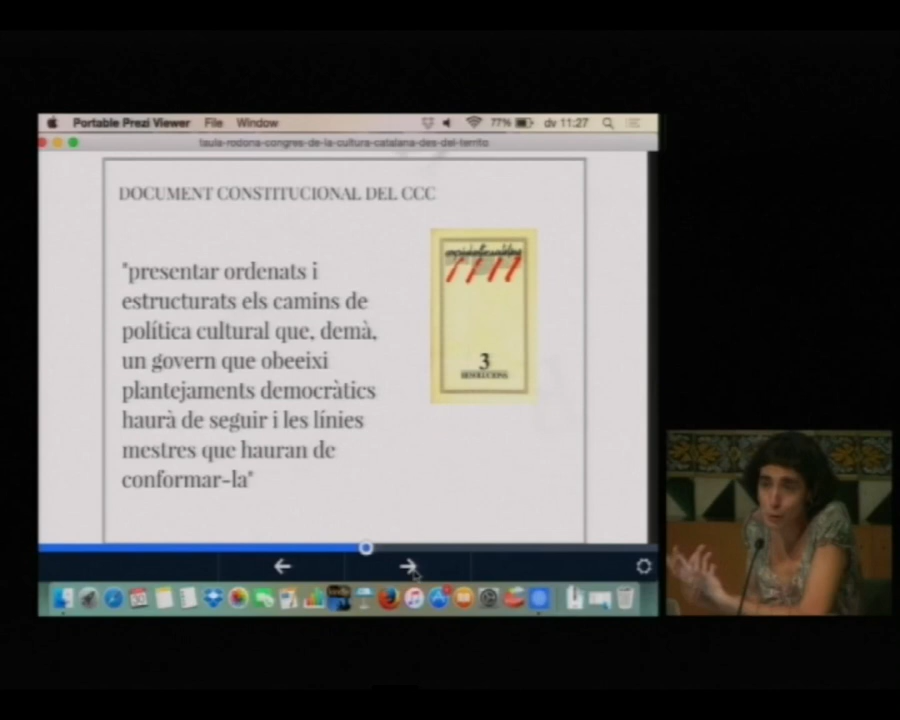 Portable Prezi Viewer File Window 77% dv 11:27
taula-rodona-congres-de-la-cultura-catalana-des-del-territo
DOCUMENT CONSTITUCIONAL DEL CCC
"presentar ordenats i
estructurats els camins de
política cultural que, demà,
un govern que obeeixi
plantejaments democràtics
haurà de seguir i les línies
mestres que hauran de
conformar-la"
3
RESOLUCIONS